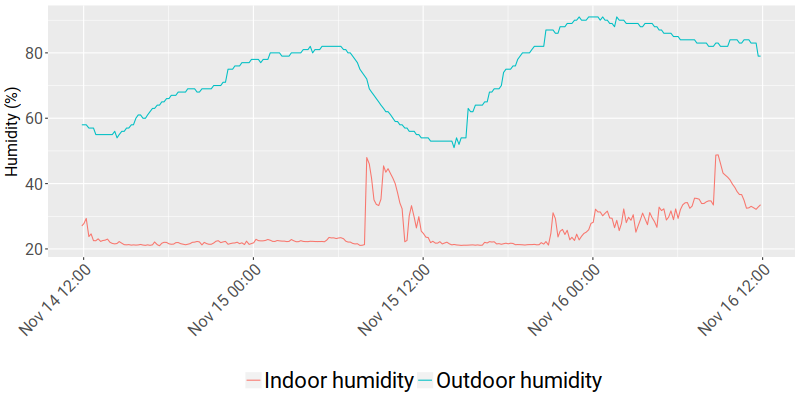 Humidity (%)
80
60
40
20
Nov 14 12:00
Nov 15 00:00
Nov 15 12:00
Nov 16 00:00
Nov 16 12:00
Indoor humidity Outdoor humidity